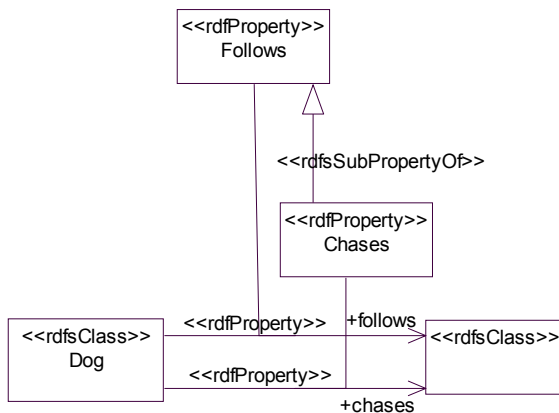 <<rdfProperty>>
Follows
<<rdfsSubPropertyOf>>
<<rdfProperty>>
Chases
<<rdfsClass>>
Dog
<<rdfProperty>>
+follows
<<rdfProperty>>
+chases
<<rdfsClass>>